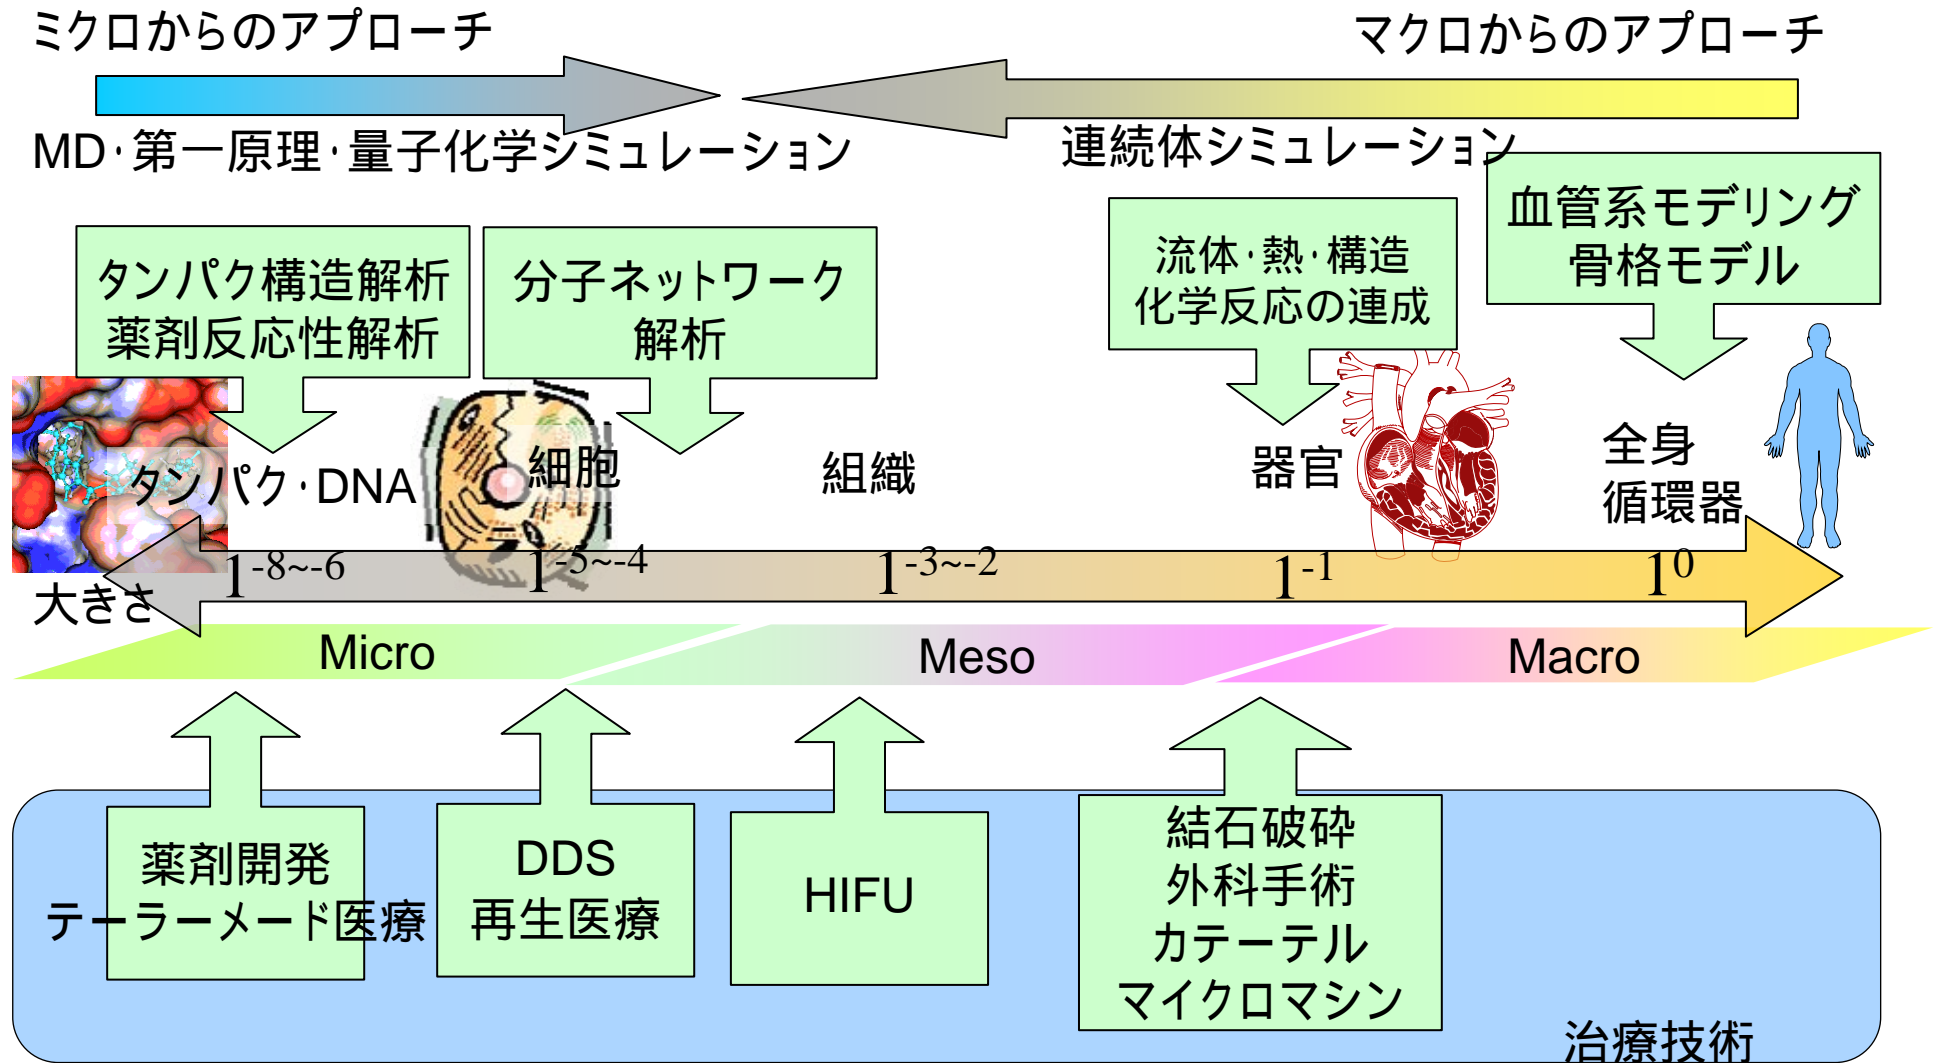 ミクロからのアプローチ
マクロからのアプローチ
MD・第一原理・量子化学シミュレーション
連続体シミュレーション
タンパク構造解析
薬剤反応性解析
分子ネットワーク
解析
流体・熱・構造
化学反応の連成
血管系モデリング
骨格モデル
タンパク・DNA
細胞
組織
器官
全身
循環器
大きさ
1-8~-6
1-5~-4
1-3~-2
1-1
10
Micro
Meso
Macro
薬剤開発
テーラーメード医療
DDS
再生医療
HIFU
結石破砕
外科手術
カテーテル
マイクロマシン
治療技術